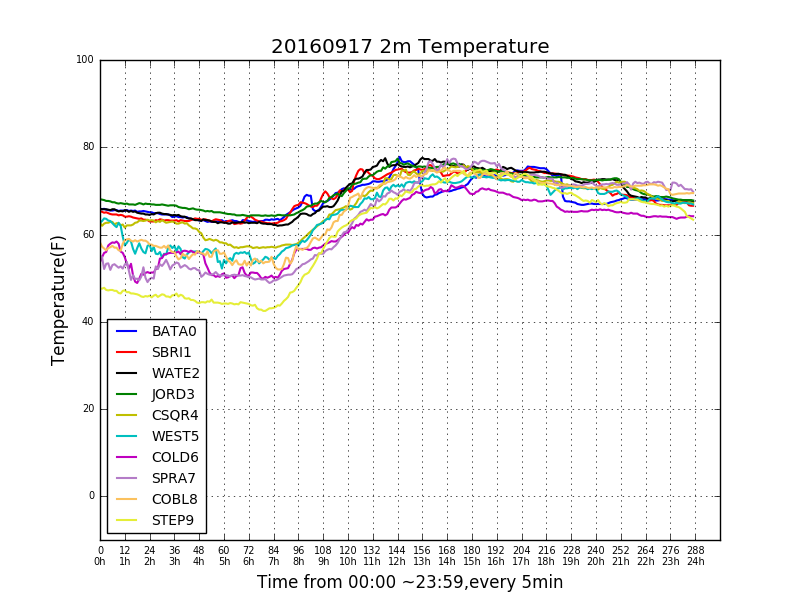 20160917 2m Temperature
Temperature(F)
100
80
60
40
20
0
BATA0
SBRI1
WATE2
JORD3
CSQR4
WEST5
COLD6
SPRA7
COBL8
STEP9
0 12 24 36 48 60 72 84 96 108 120 132 144 156 168 180 192 204 216 228 240 252 264 276 288
0h 1h 2h 3h 4h 5h 6h 7h 8h 9h 10h 11h 12h 13h 14h 15h 16h 17h 18h 19h 20h 21h 22h 23h 24h
Time from 00:00 ~23:59,every 5min